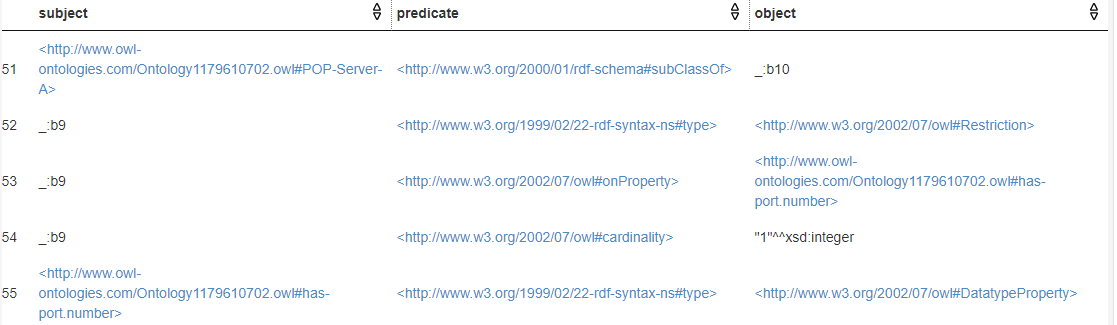 subject predicate object
<http://www.owl-
ontologies.com/Ontology1179610702.owl#POP-Server-
A>
51 <http://www.w3.org/2000/01/rdf-schema#subClassOf> _:b10
52 _:b9 <http://www.w3.org/1999/02/22-rdf-syntax-ns#type> <http://www.w3.org/2002/07/owl#Restriction>
53 _:b9 <http://www.w3.org/2002/07/owl#onProperty> <http://www.owl-
ontologies.com/Ontology1179610702.owl#has-
port.number>
54 _:b9 <http://www.w3.org/2002/07/owl#cardinality> "1"^^xsd:integer
55 <http://www.owl-
ontologies.com/Ontology1179610702.owl#has-
port.number>
<http://www.w3.org/1999/02/22-rdf-syntax-ns#type> <http://www.w3.org/2002/07/owl#DatatypeProperty>